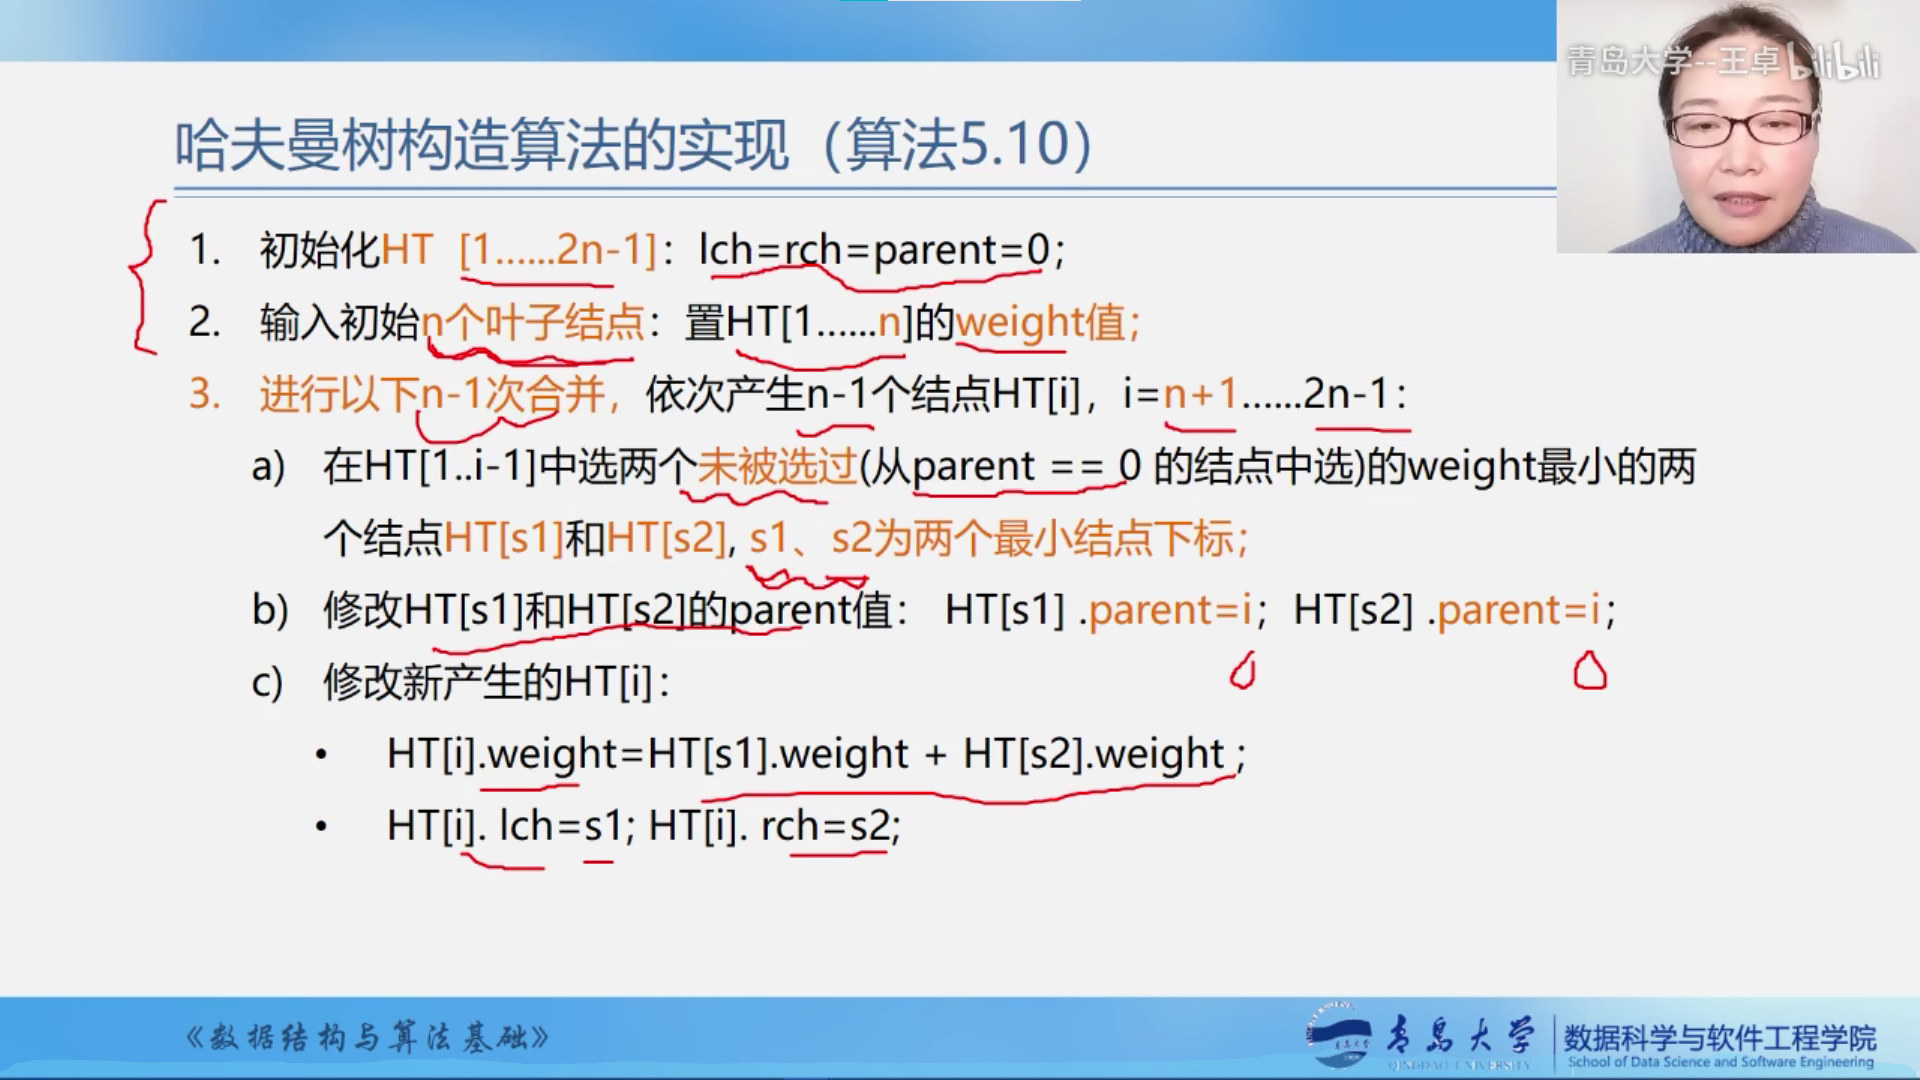 青岛大学--王卓 bilibili
哈夫曼树构造算法的实现（算法5.10）
1. 初始化HT [1......2n-1]：lch=rch=parent=0；
2. 输入初始n个叶子结点：置HT[1......n]的weight值；
3. 进行以下n-1次合并，依次产生n-1个结点HT[i]，i=n+1......2n-1：
a) 在HT[1..i-1]中选两个未被选过(从parent == 0 的结点中选)的weight最小的两
个结点HT[s1]和HT[s2], s1、s2为两个最小结点下标；
b) 修改HT[s1]和HT[s2]的parent值： HT[s1] .parent=i；HT[s2] .parent=i；
c) 修改新产生的HT[i]：
• HT[i].weight=HT[s1].weight + HT[s2].weight ;
• HT[i]. lch=s1; HT[i]. rch=s2;
《数据结构与算法基础》
青岛大学
QINGDAO UNIVERSITY
数据科学与软件工程学院
School of Data Science and Software Engineering